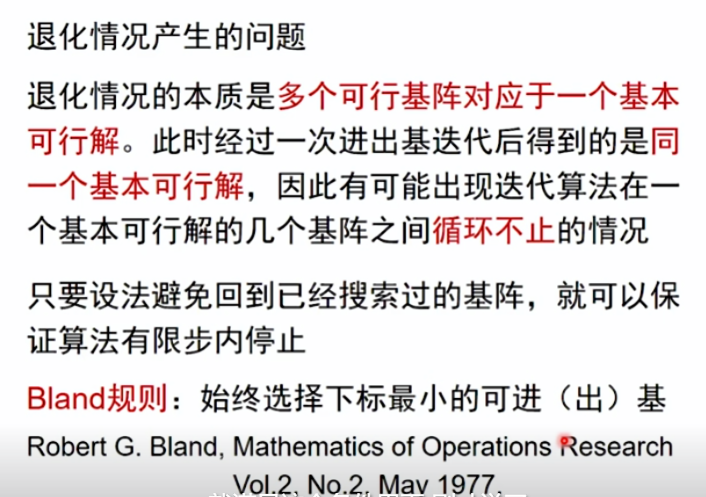 退化情况产生的问题
退化情况的本质是多个可行基阵对应于一个基本
可行解。此时经过一次进出基迭代后得到的是同
一个基本可行解，因此有可能出现迭代算法在一
个基本可行解的几个基阵之间循环不止的情况
只要设法避免回到已经搜索过的基阵，就可以保
证算法有限步内停止
Bland规则：始终选择下标最小的可进（出）基
Robert G. Bland, Mathematics of Operations Research
Vol.2, No.2, May 1977.